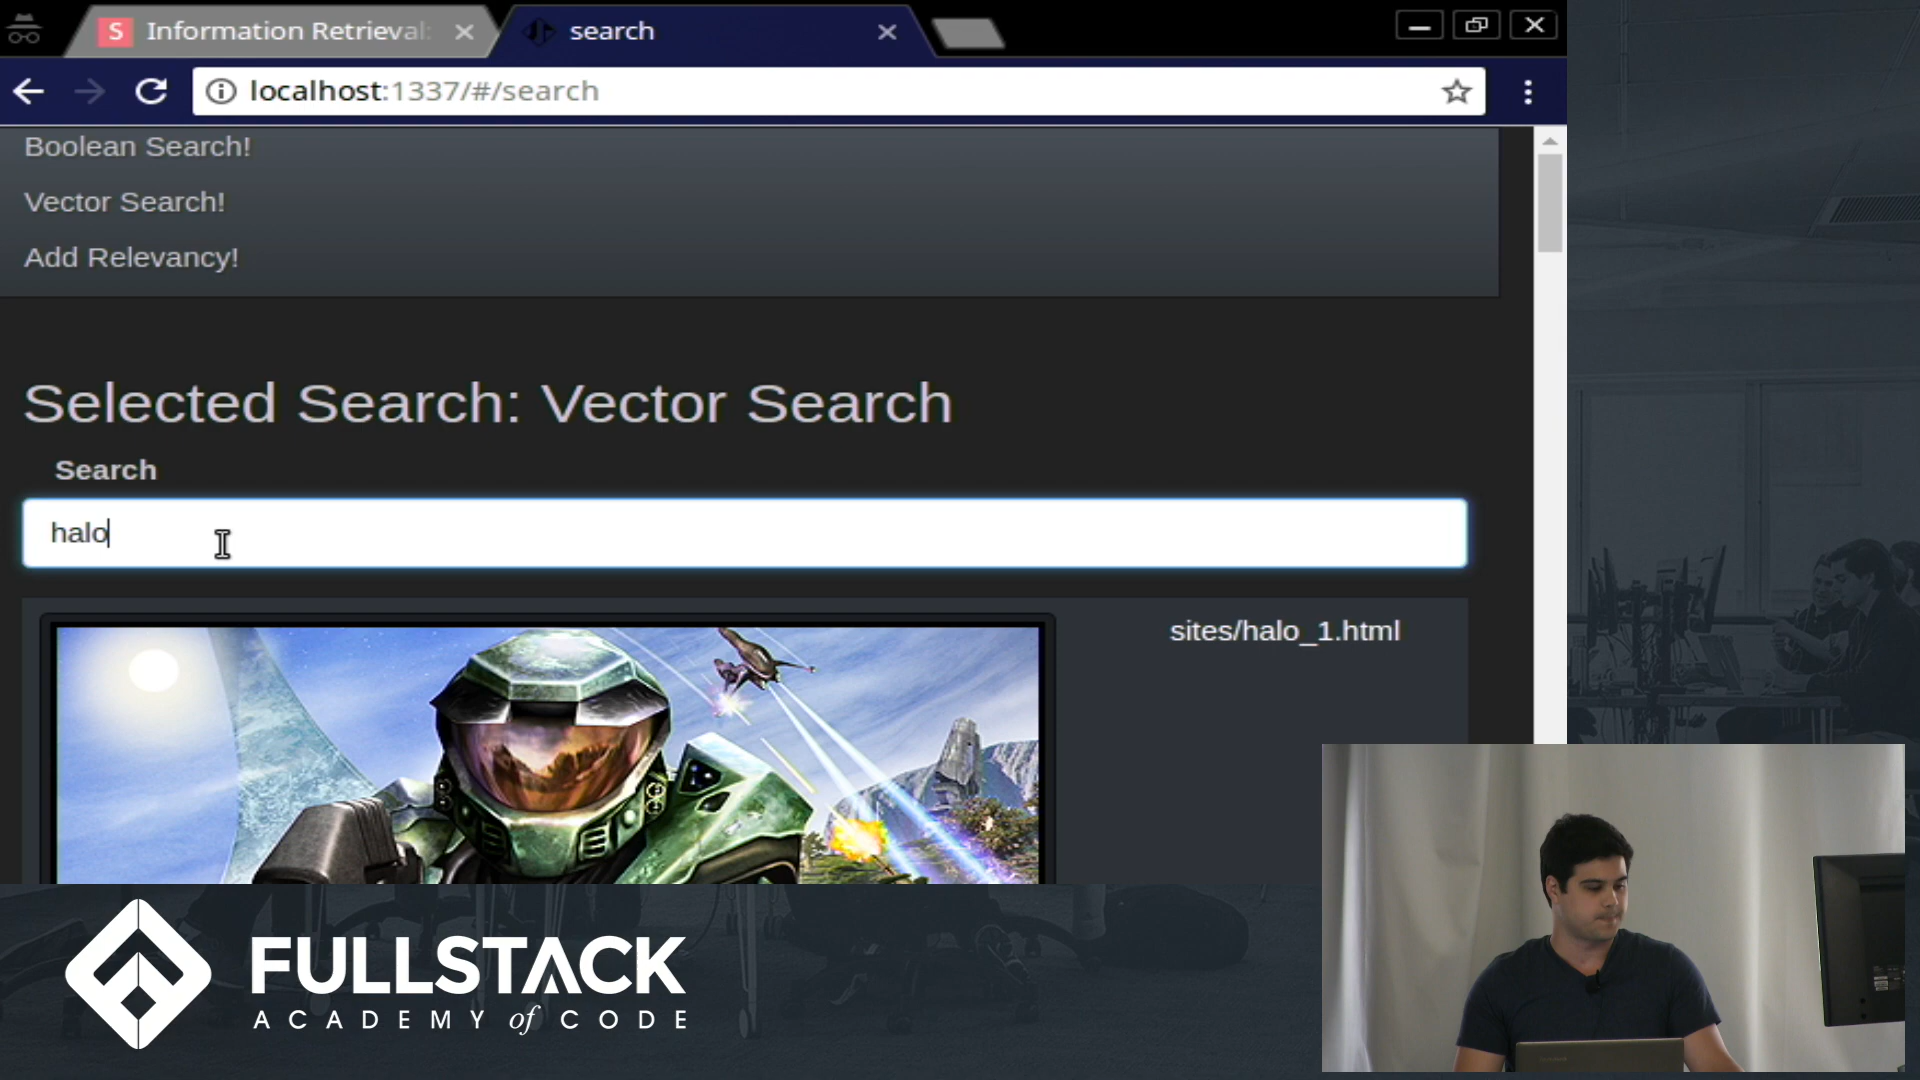 S Information Retrieval:
search
localhost:1337/#/search
Boolean Search!
Vector Search!
Add Relevancy!
Selected Search: Vector Search
Search
halo
sites/halo_1.html
FULLSTACK
ACADEMY of CODE